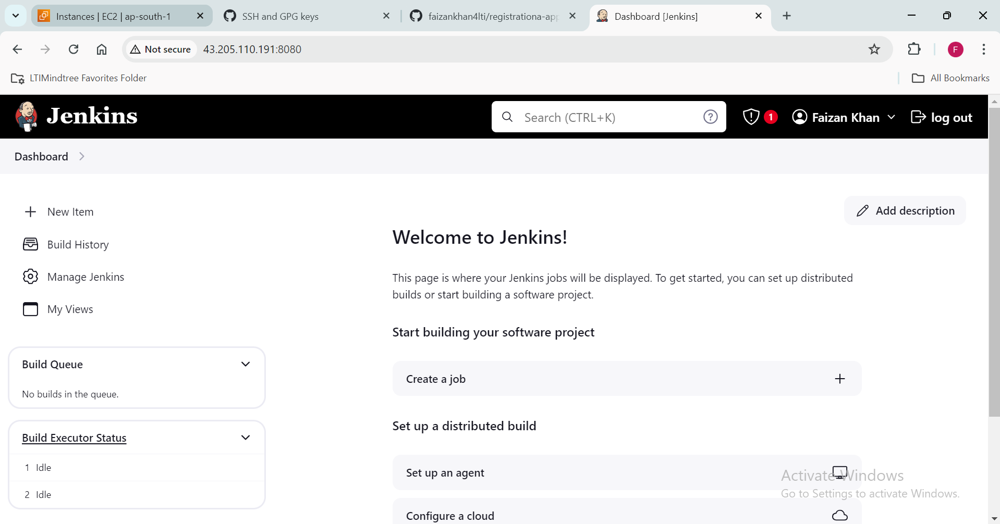 Instances | EC2 | ap-south-1
SSH and GPG keys
faizankhan4lti/registrationa-app
Dashboard [Jenkins]
Not secure
43.205.110.191:8080
F
LTIMindtree Favorites Folder
All Bookmarks
Jenkins
Search (CTRL+K)
1
Faizan Khan
log out
Dashboard
New Item
Build History
Manage Jenkins
My Views
Build Queue
No builds in the queue.
Build Executor Status
1 Idle
2 Idle
Add description
Welcome to Jenkins!
This page is where your Jenkins jobs will be displayed. To get started, you can set up distributed
builds or start building a software project.
Start building your software project
Create a job
Set up a distributed build
Set up an agent
Configure a cloud
Activate Windows
Go to Settings to activate Windows.